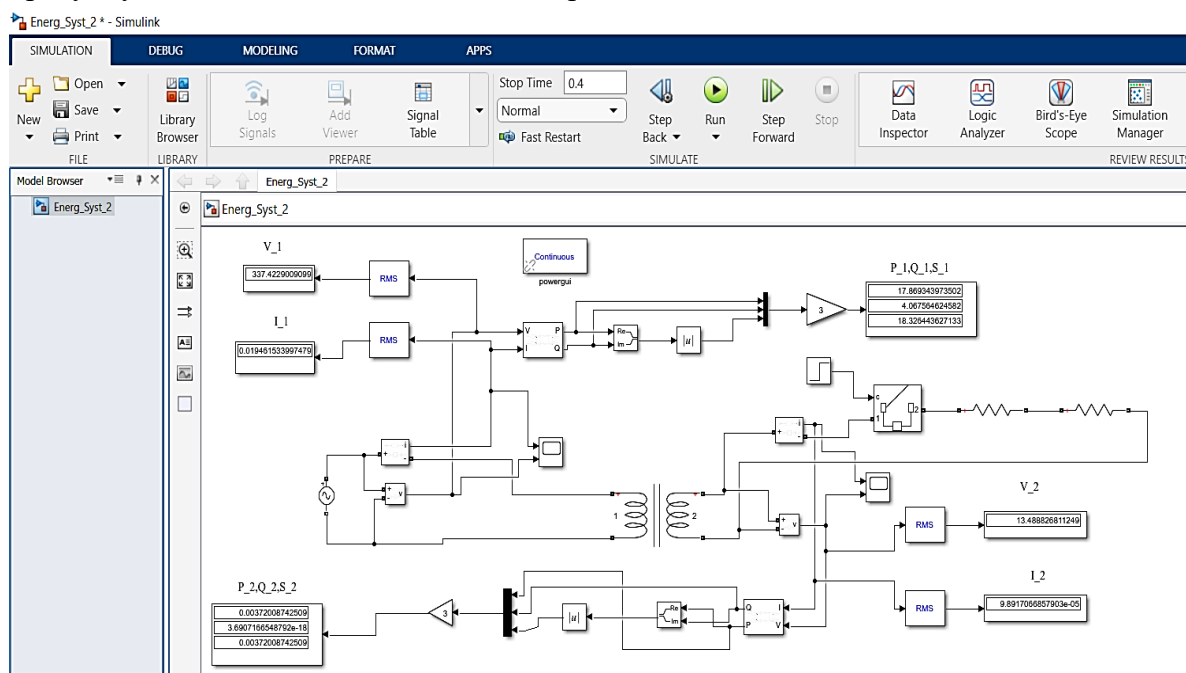 Energ_Syst_2 * - Simulink
SIMULATION DEBUG MODELING FORMAT APPS
New
Open
Save
Print
FILE
Library Browser
LIBRARY
Log Signals
Add Viewer
Signal Table
PREPARE
Stop Time 0.4
Normal
Fast Restart
Step Back
Run
Step Forward
Stop
SIMULATE
Data Inspector
Logic Analyzer
Bird's-Eye Scope
Simulation Manager
REVIEW RESULTS
Model Browser
Energ_Syst_2
Energ_Syst_2
Energ_Syst_2
V_1
337.4229009099
RMS
Continuous
powergui
P_1,Q_1,S_1
17.869343973502
4.067564624582
18.326443627133
I_1
0.019461533997479
RMS
V P
I Q
Re
Im
|u|
3
c
1 2
+ i
-
+ v
-
+ i
-
+ v
-
1 2
V_2
RMS
13.488826811249
I_2
RMS
9.8917066857903e-05
P_2,Q_2,S_2
0.00372008742509
3.6907166548792e-18
0.00372008742509
3
|u|
Re
Im
Q I
P V